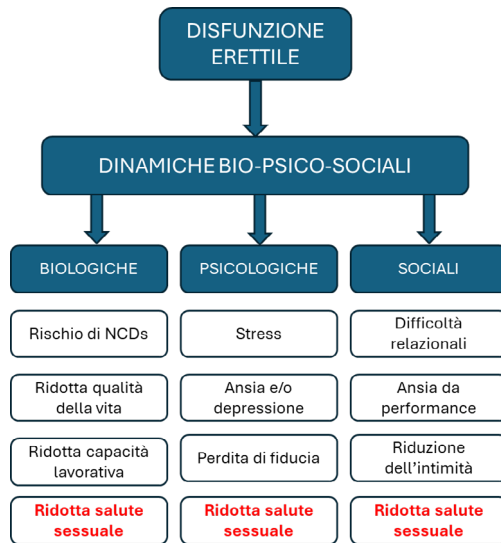 DISFUNZIONE
ERETTILE
DINAMICHE BIO-PSICO-SOCIALI
BIOLOGICHE
PSICOLOGICHE
SOCIALI
Rischio di NCDs
Stress
Difficoltà
relazionali
Ridotta qualità
della vita
Ansia e/o
depressione
Ansia da
performance
Ridotta capacità
lavorativa
Perdita di fiducia
Riduzione
dell'intimità
Ridotta salute
sessuale
Ridotta salute
sessuale
Ridotta salute
sessuale